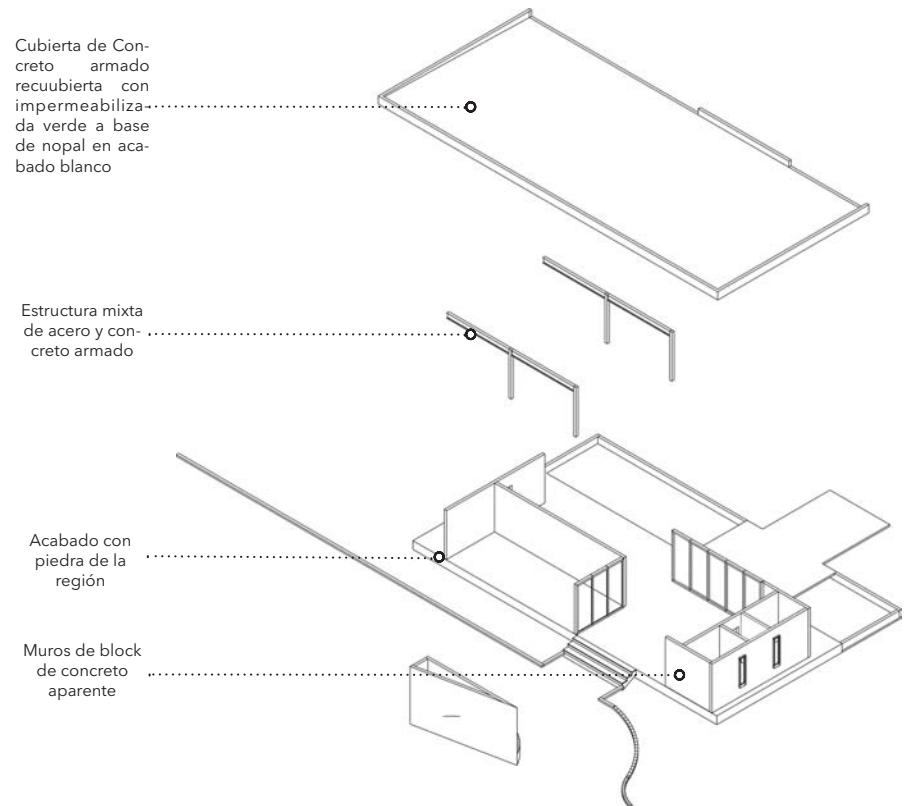 Cubierta de Con-
creto armado
recuubierta con
impermeabiliza-
da verde a base
de nopal en aca-
bado blanco
Estructura mixta
de acero y con-
creto armado
Acabado con
piedra de la
región
Muros de block
de concreto
aparente